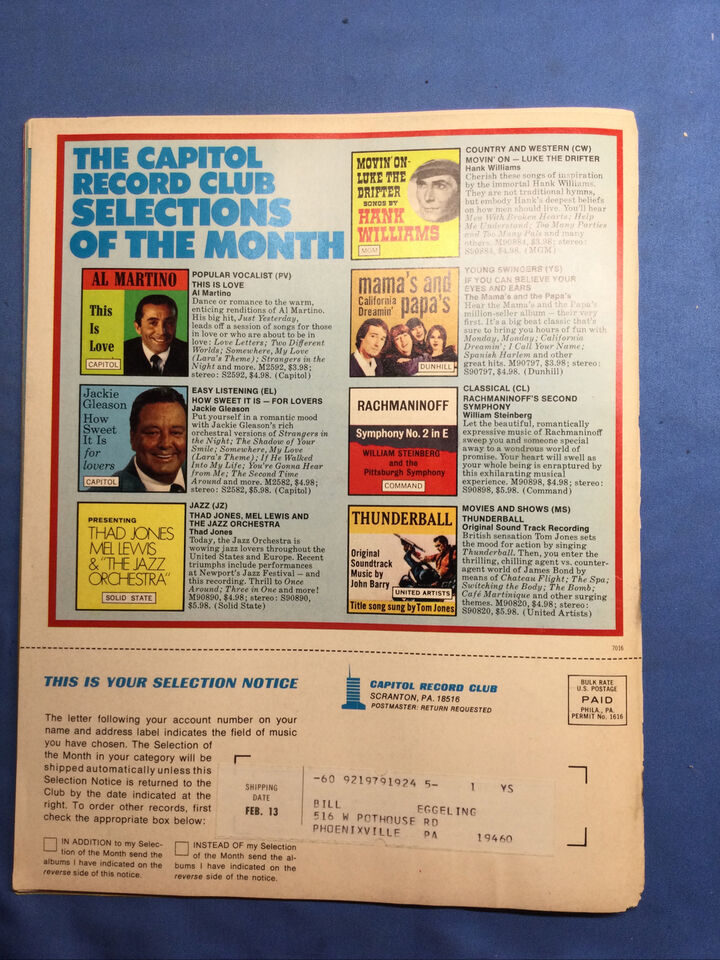 THE CAPITOL
RECORD CLUB
SELECTIONS
OF THE MONTH
AL MARTINO
This
Is
Love
CAPITOL
POPULAR VOCALIST (PV)
THIS IS LOVE
Al Martino
Dance or romance to the warm,
enticing renditions of Al Martino.
His big hit, Just Yesterday,
leads off a session of songs for those
in love or who are about to be in
love: Love Letters; Two Different
Worlds; Somewhere, My Love
(Lara's Theme); Strangers in the
Night and more. M2592, $3.98;
stereo: S2592, $4.98. (Capitol)
Jackie
Gleason
How
Sweet
It Is
for
lovers
CAPITOL
EASY LISTENING (EL)
HOW SWEET IT IS — FOR LOVERS
Jackie Gleason
Put yourself in a romantic mood
with Jackie Gleason's rich
orchestral versions of Strangers in
the Night; The Shadow of Your
Smile; Somewhere, My Love
(Lara's Theme); If He Walked
Into My Life; You're Gonna Hear
from Me; The Second Time
Around and more. M2582, $4.98;
stereo: S2582, $5.98. (Capitol)
PRESENTING
THAD JONES
MEL LEWIS
& "THE JAZZ
ORCHESTRA"
SOLID STATE
JAZZ (JZ)
THAD JONES, MEL LEWIS AND
THE JAZZ ORCHESTRA
Thad Jones
Today, the Jazz Orchestra is
wowing jazz lovers throughout the
United States and Europe. Recent
triumphs include performances
at Newport's Jazz Festival — and
this recording. Thrill to Once
Around; Three in One and more!
M90890, $4.98; stereo: S90890,
$5.98. (Solid State)
MOVIN' ON-
LUKE THE
DRIFTER
SONGS BY
HANK
WILLIAMS
MGM
COUNTRY AND WESTERN (CW)
MOVIN' ON — LUKE THE DRIFTER
Hank Williams
Cherish these songs of inspiration
by the immortal Hank Williams.
They are not traditional hymns,
but embody Hank's deepest beliefs
on how men should live. You'll hear
Men With Broken Hearts; Help
Me Understand; Too Many Parties
and Too Many Pals and many
others. M90884, $3.98; stereo:
S90884, $4.98. (MGM)
mama's and
California
Dreamin'
papa's
DUNHILL
YOUNG SWINGERS (YS)
IF YOU CAN BELIEVE YOUR
EYES AND EARS
The Mama's and the Papa's
Hear the Mama's and the Papa's
million-seller album — their very
first. It's a big beat classic that's
sure to bring you hours of fun with
Monday, Monday; California
Dreamin'; I Call Your Name;
Spanish Harlem and other
great hits. M90797, $3.98; stereo:
S90797, $4.98. (Dunhill)
RACHMANINOFF
Symphony No. 2 in E
WILLIAM STEINBERG
and the
Pittsburgh Symphony
COMMAND
CLASSICAL (CL)
RACHMANINOFF'S SECOND
SYMPHONY
William Steinberg
Let the beautiful, romantically
expressive music of Rachmaninoff
sweep you and someone special
away to a wondrous world of
promise. Your heart will swell as
your whole being is enraptured by
this exhilarating musical
experience. M90898, $4.98; stereo:
S90898, $5.98. (Command)
THUNDERBALL
Original
Soundtrack
Music by
John Barry
UNITED ARTISTS
Title song sung by Tom Jones
MOVIES AND SHOWS (MS)
THUNDERBALL
Original Sound Track Recording
British sensation Tom Jones sets
the mood for action by singing
Thunderball. Then, you enter the
thrilling, chilling agent vs. counter-
agent world of James Bond by
means of Chateau Flight; The Spa;
Switching the Body; The Bomb;
Café Martinique and other surging
themes. M90820, $4.98; stereo:
S90820, $5.98. (United Artists)
7016
THIS IS YOUR SELECTION NOTICE
The letter following your account number on your
name and address label indicates the field of music
you have chosen. The Selection of
the Month in your category will be
shipped automatically unless this
Selection Notice is returned to the
Club by the date indicated at the
right. To order other records, first
check the appropriate box below:
IN ADDITION to my Selec-
tion of the Month send the
albums I have indicated on the
reverse side of this notice.
INSTEAD OF my Selection
of the Month send the al-
bums I have indicated on the
reverse side of the notice.
CAPITOL RECORD CLUB
SCRANTON, PA. 18516
POSTMASTER: RETURN REQUESTED
BULK RATE
U.S. POSTAGE
PAID
PHILA., PA.
PERMIT No. 1616
SHIPPING
DATE
FEB. 13
-60 9219791924 5- 1 YS
BILL EGGELING
516 W POTHOUSE RD
PHOENIXVILLE PA 19460